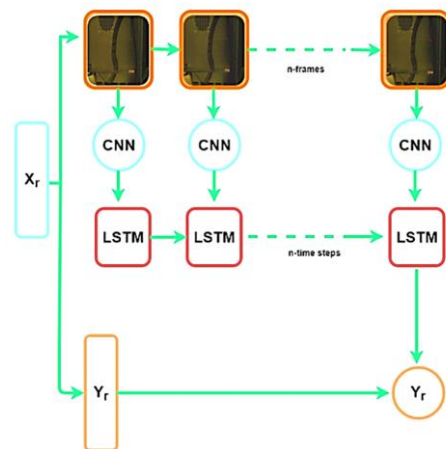 n-frames
CNN
CNN
CNN
Xr
LSTM
LSTM
LSTM
n-time steps
Yr
Yr